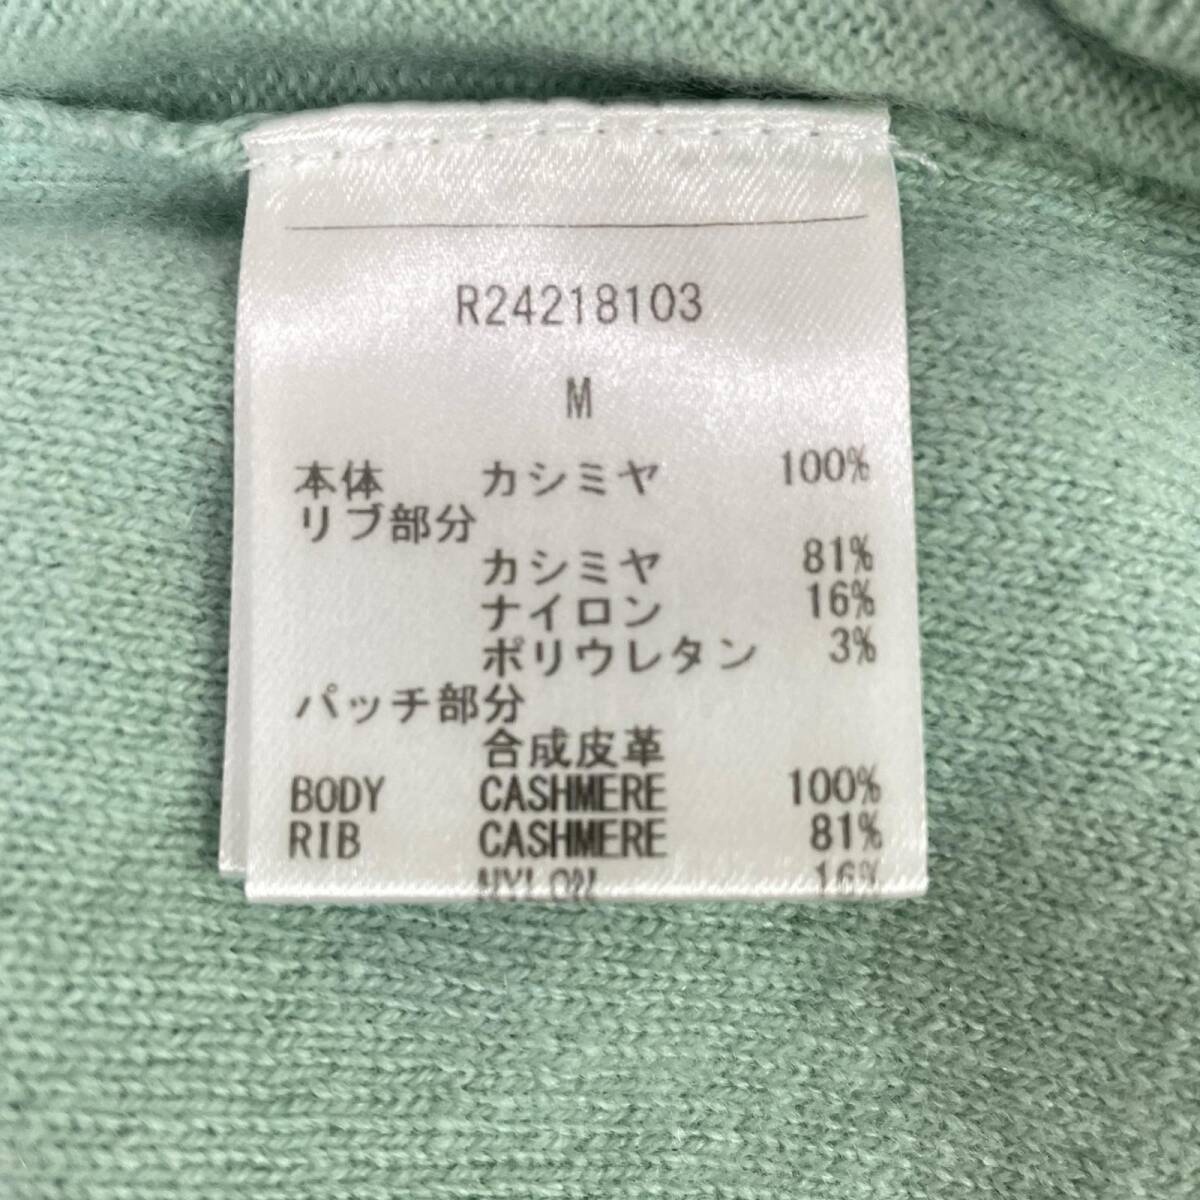 R24218103
M
本体 カシミヤ 100%
リブ部分
カシミヤ 81%
ナイロン 16%
ポリウレタン 3%
パッチ部分
合成皮革
BODY CASHMERE 100%
RIB CASHMERE 81%
NYLON 16%